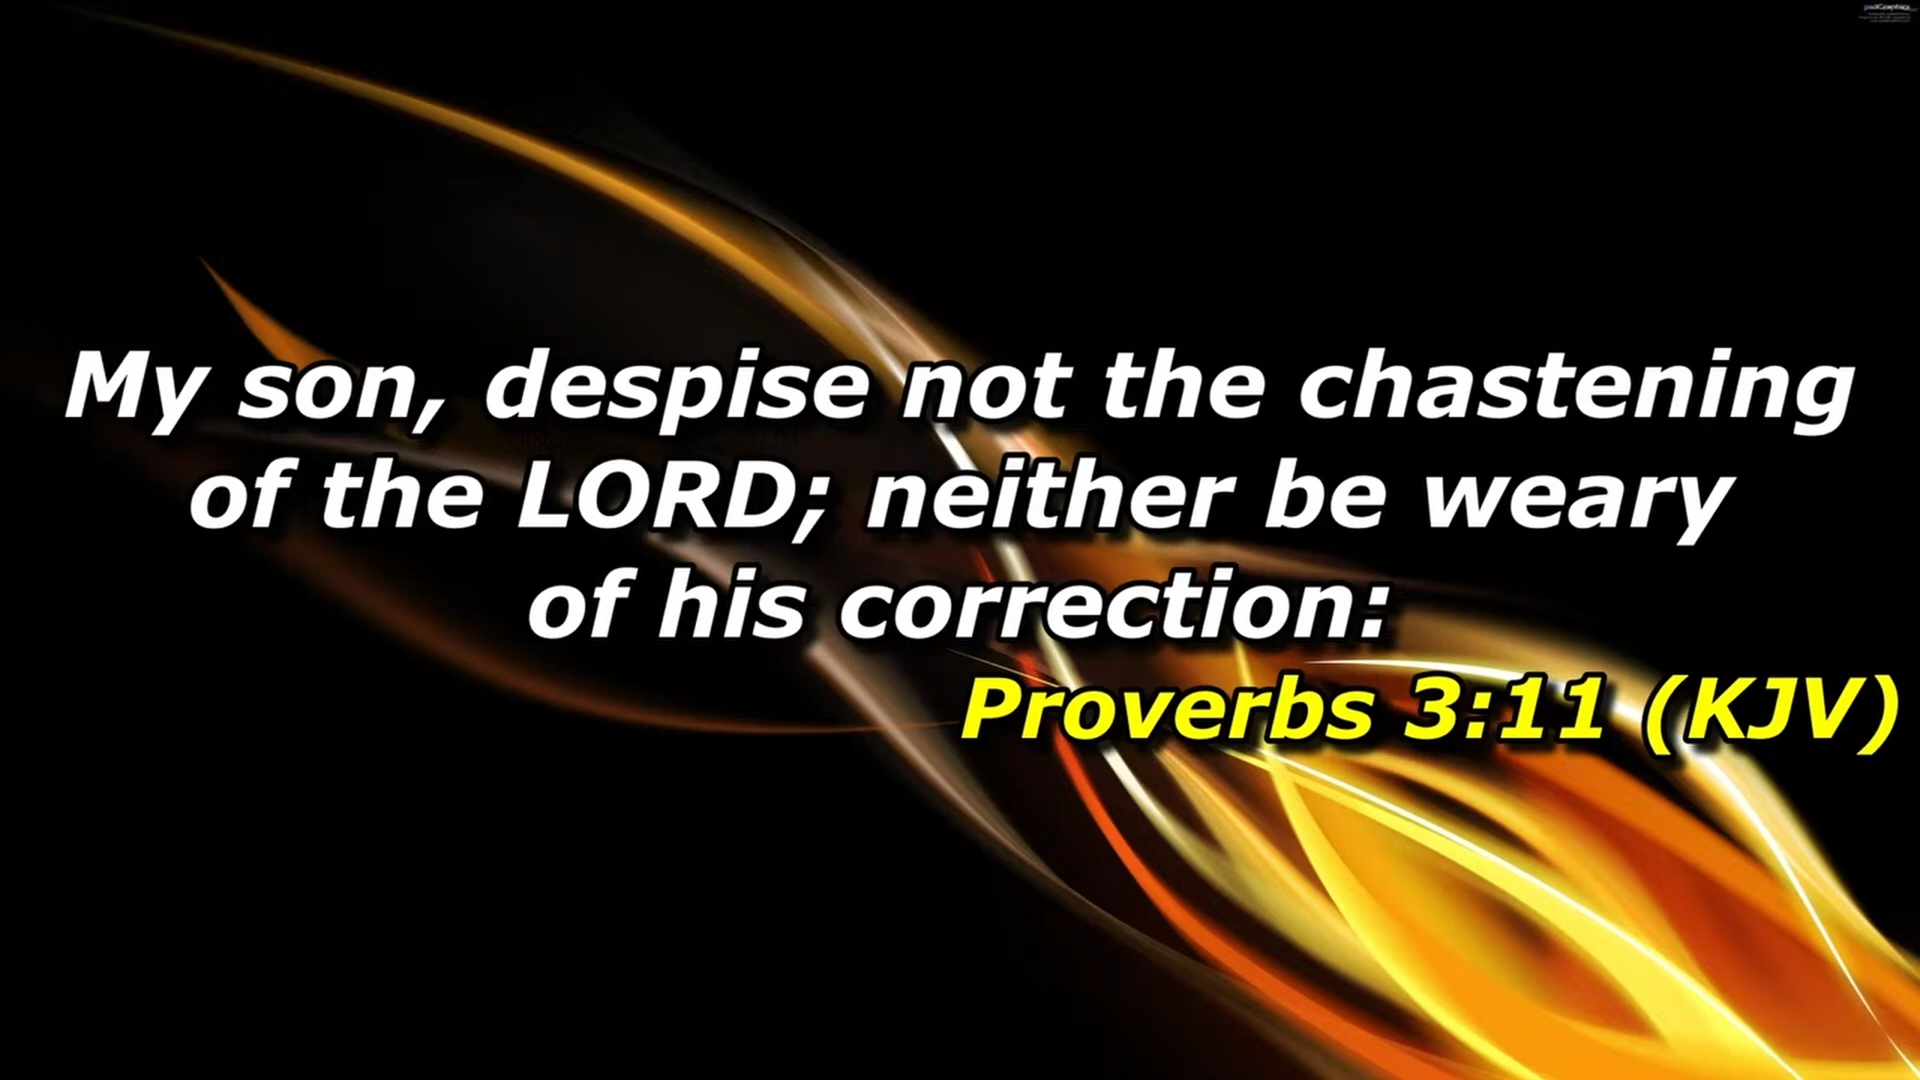 My son, despise not the chastening
of the LORD; neither be weary
of his correction:
Proverbs 3:11 (KJV)